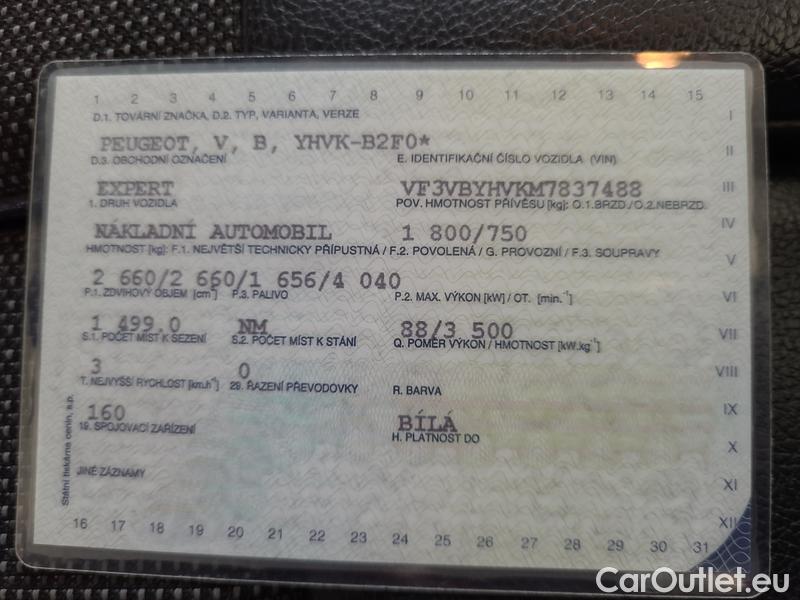 1 2 3 4 5 6 7 8 9 10 11 12 13 14 15
D.1. TOVÁRNÍ ZNAČKA, D.2. TYP, VARIANTA, VERZE I
PEUGEOT, V, B, YHVK-B2F0*
D.3. OBCHODNÍ OZNAČENÍ E. IDENTIFIKAČNÍ ČÍSLO VOZIDLA (VIN) II
EXPERT VF3VBYHVKM7837488 III
1. DRUH VOZIDLA POV. HMOTNOST PŘÍVĚSU [kg]: O.1.BRZD./O.2.NEBRZD.
NÁKLADNÍ AUTOMOBIL 1 800/750 IV
HMOTNOST [kg]: F.1. NEJVĚTŠÍ TECHNICKY PŘÍPUSTNÁ / F.2. POVOLENÁ / G. PROVOZNÍ / F.3. SOUPRAVY V
2 660/2 660/1 656/4 040
P.1. ZDVIHOVÝ OBJEM [cm³] P.3. PALIVO P.2. MAX. VÝKON [kW] / OT. [min.⁻¹] VI
1 499.0 NM 88/3 500 VII
S.1. POČET MÍST K SEZENÍ S.2. POČET MÍST K STÁNÍ Q. POMĚR VÝKON / HMOTNOST [kW.kg⁻¹]
3 0 VIII
T. NEJVYŠŠÍ RYCHLOST [km.h⁻¹] 29. ŘAZENÍ PŘEVODOVKY R. BARVA
160 BÍLÁ IX
19. SPOJOVACÍ ZAŘÍZENÍ H. PLATNOST DO X
JINÉ ZÁZNAMY XI
Státní tiskárna cenin, s.p.
16 17 18 19 20 21 22 23 24 25 26 27 28 29 30 31 XII
CarOutlet.eu